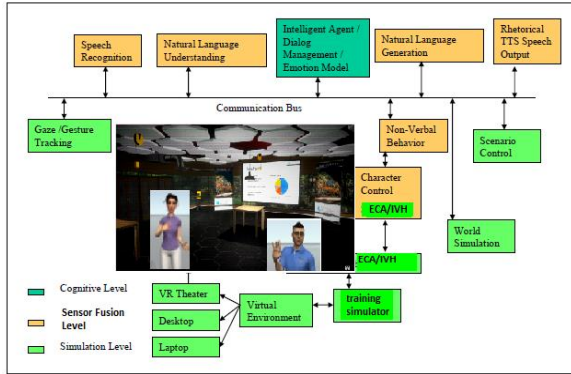 Speech
Recognition
Natural Language
Understanding
Intelligent Agent /
Dialog
Management /
Emotion Model
Natural Language
Generation
Rhetorical
TTS Speech
Output
Communication Bus
Gaze /Gesture
Tracking
Non-Verbal
Behavior
Scenario
Control
Character
Control
ECA/IVH
World
Simulation
ECA/IVH
Cognitive Level
Sensor Fusion
Level
Simulation Level
VR Theater
Desktop
Laptop
Virtual
Environment
training
simulator